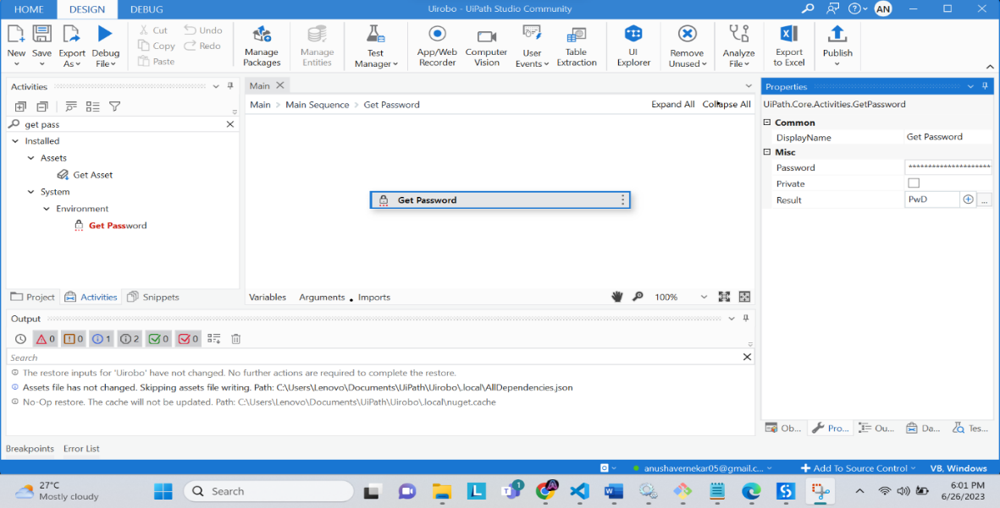 HOME DESIGN DEBUG Uirobo - UiPath Studio Community AN
New Save Export As Debug File
Cut Copy Paste Undo Redo
Manage Packages
Manage Entities
Test Manager
App/Web Recorder
Computer Vision
User Events
Table Extraction
UI Explorer
Remove Unused
Analyze File
Export to Excel
Publish
Activities
get pass
Installed
Assets
Get Asset
System
Environment
Get Password
Project Activities Snippets
Main
Main > Main Sequence > Get Password Expand All Collapse All
Get Password
Variables Arguments Imports 100%
Properties
UiPath.Core.Activities.GetPassword
Common
DisplayName Get Password
Misc
Password *********************
Private
Result PwD ...
Ob... Pro... Ou... Da... Tes...
Output
0 0 1 2 0 0
Search
The restore inputs for 'Uirobo' have not changed. No further actions are required to complete the restore.
Assets file has not changed. Skipping assets file writing. Path: C:\Users\Lenovo\Documents\UiPath\Uirobo\.local\AllDependencies.json
No-Op restore. The cache will not be updated. Path: C:\Users\Lenovo\Documents\UiPath\Uirobo\.local\nuget.cache
Breakpoints Error List
anushavernekar05@gmail.c... Add To Source Control VB, Windows
27°C
Mostly cloudy
Search
6:01 PM
6/26/2023